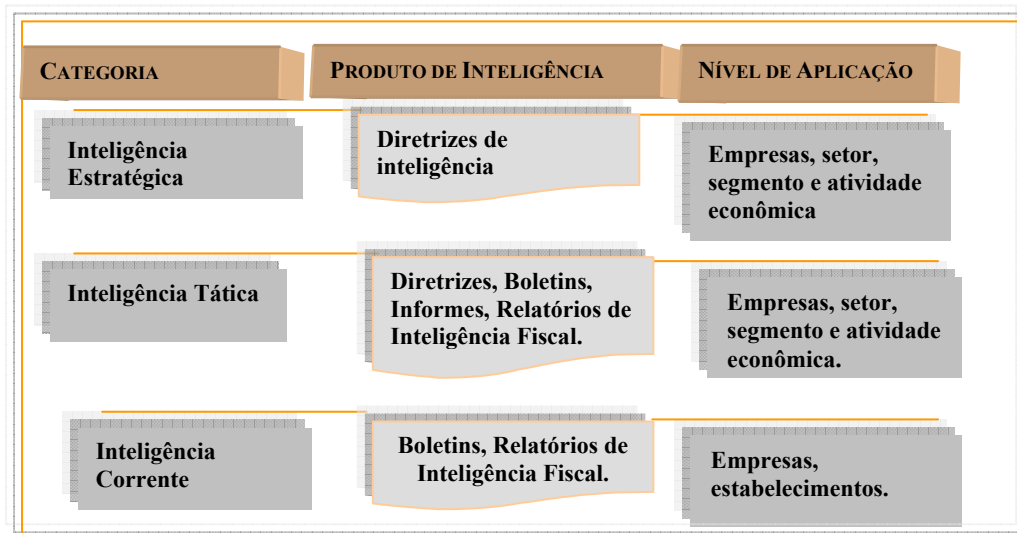 CATEGORIA
PRODUTO DE INTELIGÊNCIA
NÍVEL DE APLICAÇÃO
Inteligência
Estratégica
Diretrizes de
inteligência
Empresas, setor,
segmento e atividade
econômica
Inteligência Tática
Diretrizes, Boletins,
Informes, Relatórios de
Inteligência Fiscal.
Empresas, setor,
segmento e atividade
econômica.
Inteligência
Corrente
Boletins, Relatórios de
Inteligência Fiscal.
Empresas,
estabelecimentos.